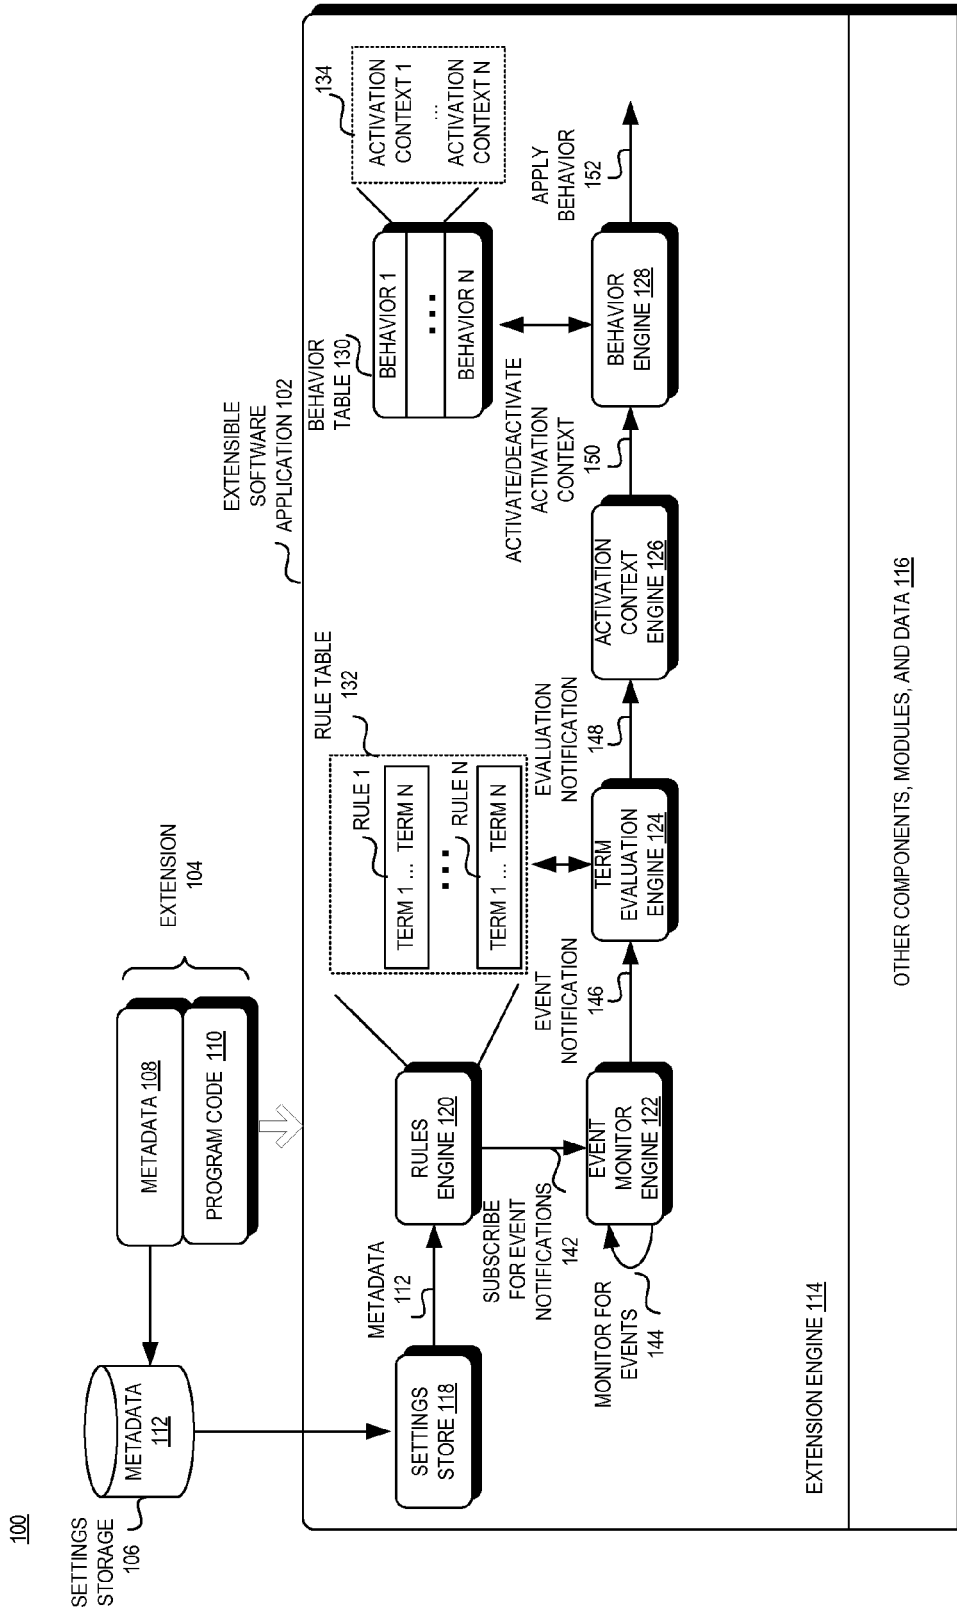 100
SETTINGS
STORAGE
106
METADATA
112
METADATA 108
PROGRAM CODE 110
EXTENSION
104
EXTENSIBLE
SOFTWARE
APPLICATION 102
SETTINGS
STORE 118
METADATA
112
RULES
ENGINE 120
RULE TABLE
132
RULE 1
TERM 1 ... TERM N
...
RULE N
TERM 1 ... TERM N
BEHAVIOR
TABLE 130
BEHAVIOR 1
...
BEHAVIOR N
134
ACTIVATION
CONTEXT 1
...
ACTIVATION
CONTEXT N
SUBSCRIBE
FOR EVENT
NOTIFICATIONS
142
MONITOR FOR
EVENTS
144
EVENT
MONITOR
ENGINE 122
EVENT
NOTIFICATION
146
TERM
EVALUATION
ENGINE 124
EVALUATION
NOTIFICATION
148
ACTIVATION
CONTEXT
ENGINE 126
ACTIVATE/DEACTIVATE
ACTIVATION
CONTEXT
150
BEHAVIOR
ENGINE 128
APPLY
BEHAVIOR
152
EXTENSION ENGINE 114
OTHER COMPONENTS, MODULES, AND DATA 116